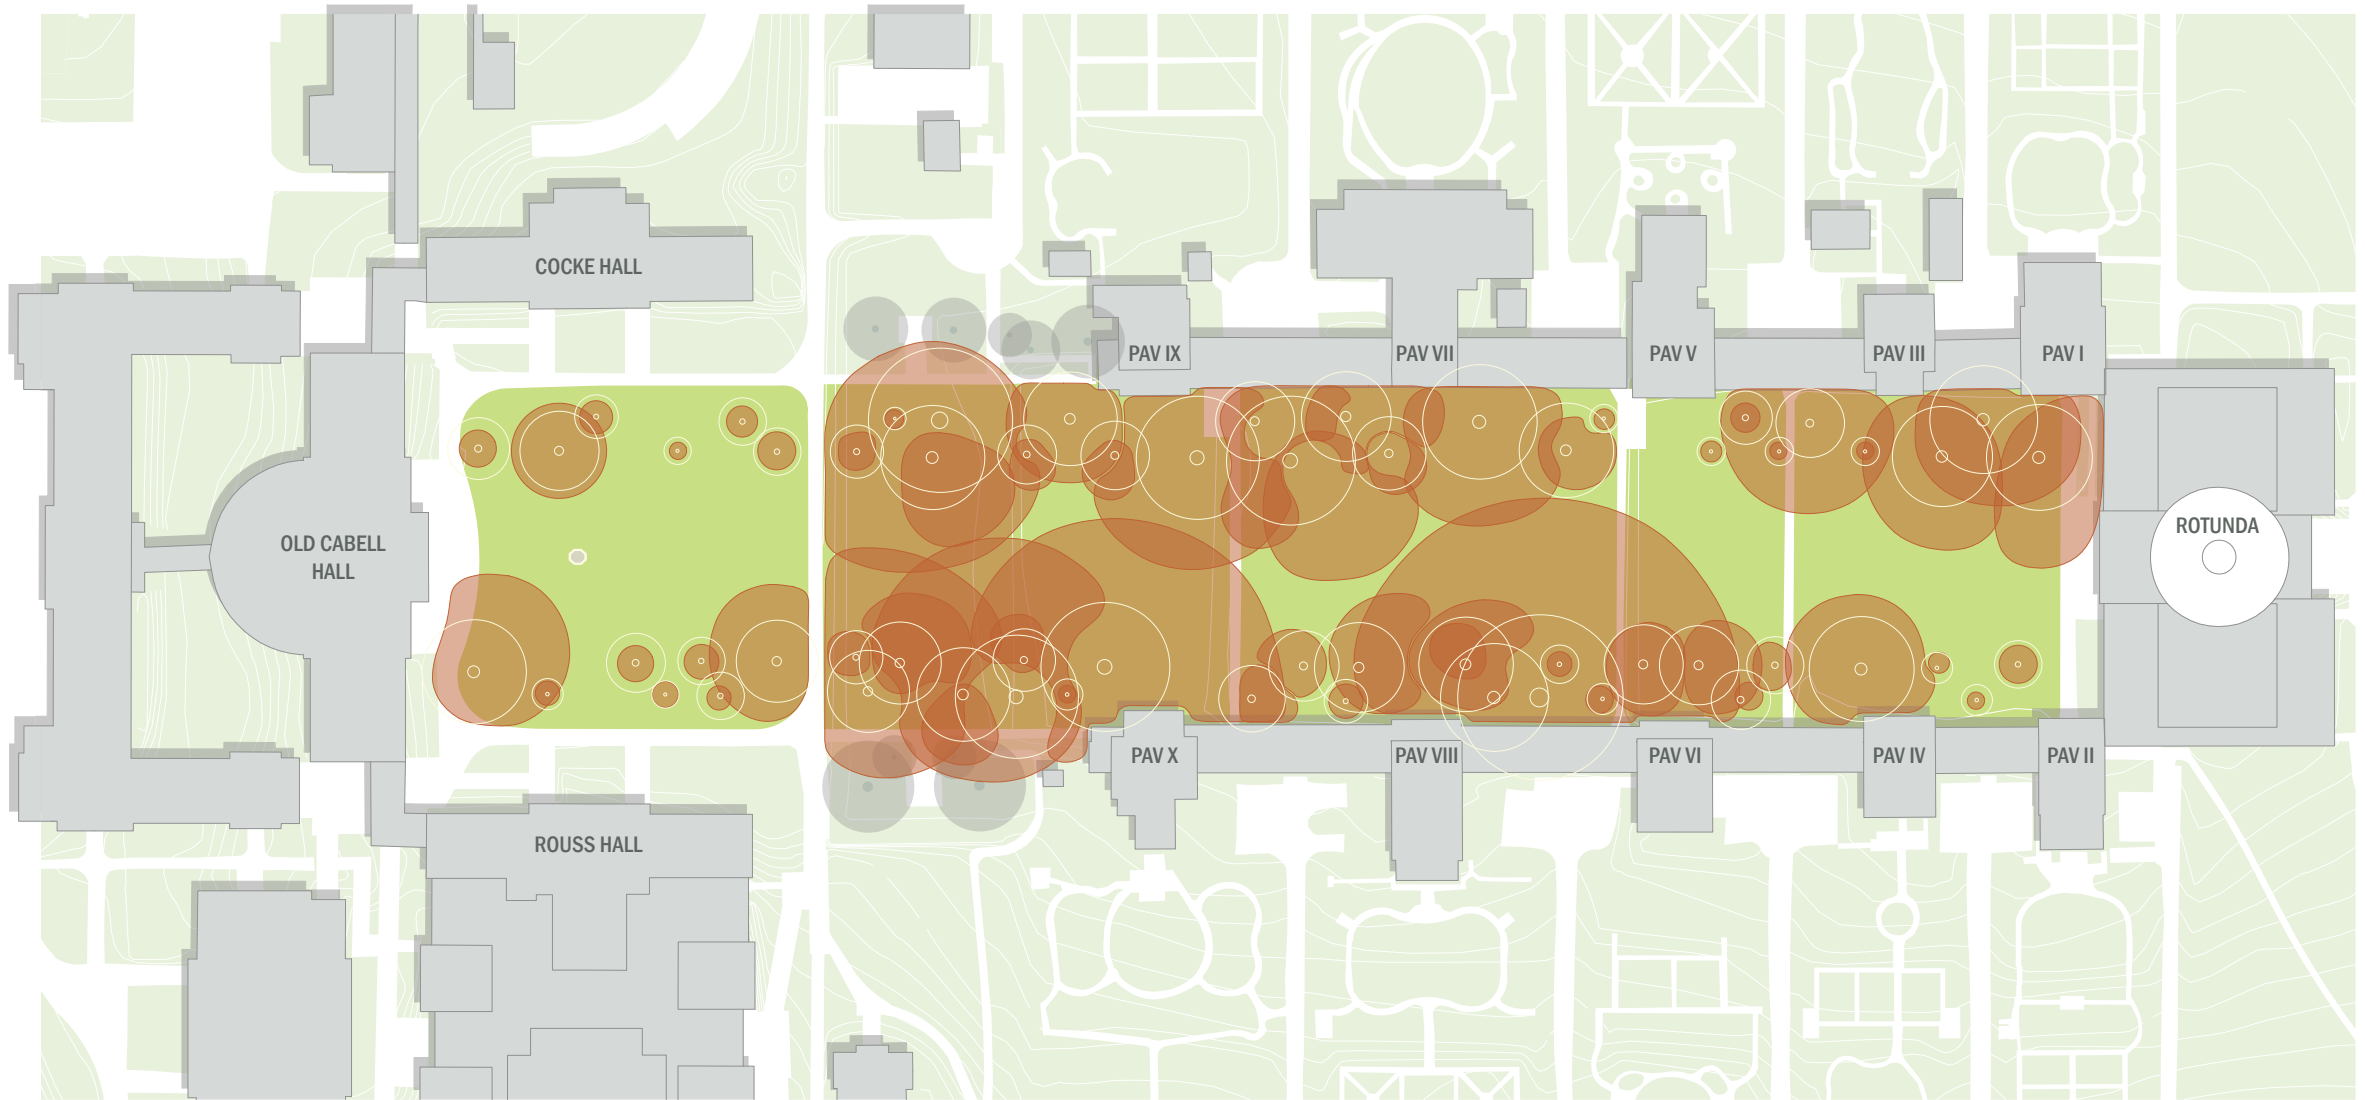 COCKE HALL
PAV IX
PAV VII
PAV V
PAV III
PAV I
OLD CABELL
HALL
ROTUNDA
PAV X
PAV VIII
PAV VI
PAV IV
PAV II
ROUSS HALL